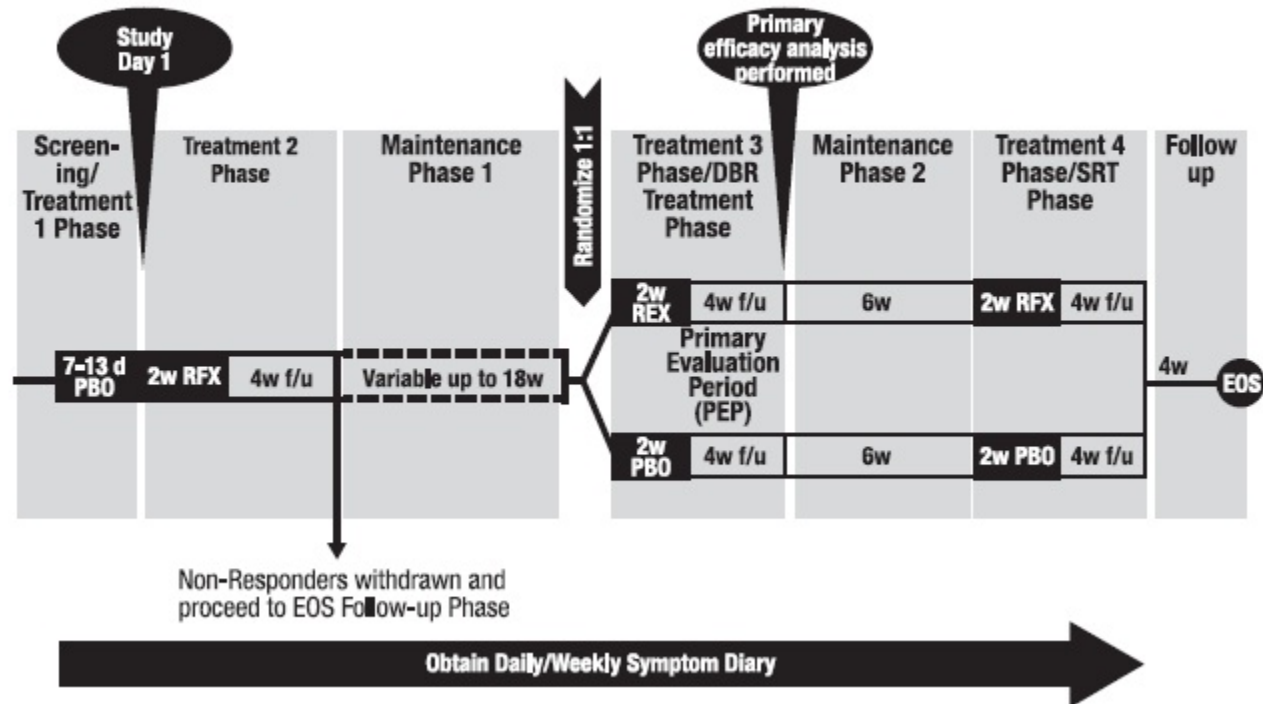 Study
Day 1
Primary
efficacy analysis
performed
Screen-
ing/
Treatment
1 Phase
Treatment 2
Phase
Maintenance
Phase 1
Randomize 1:1
Treatment 3
Phase/DBR
Treatment
Phase
Maintenance
Phase 2
Treatment 4
Phase/SRT
Phase
Follow
up
7-13 d
PBO
2w RFX
4w f/u
Variable up to 18w
2w
REX
4w f/u
6w
2w RFX
4w f/u
Primary
Evaluation
Period
(PEP)
2w
PBO
4w f/u
6w
2w PBO
4w f/u
4w
EOS
Non-Responders withdrawn and
proceed to EOS Follow-up Phase
Obtain Daily/Weekly Symptom Diary